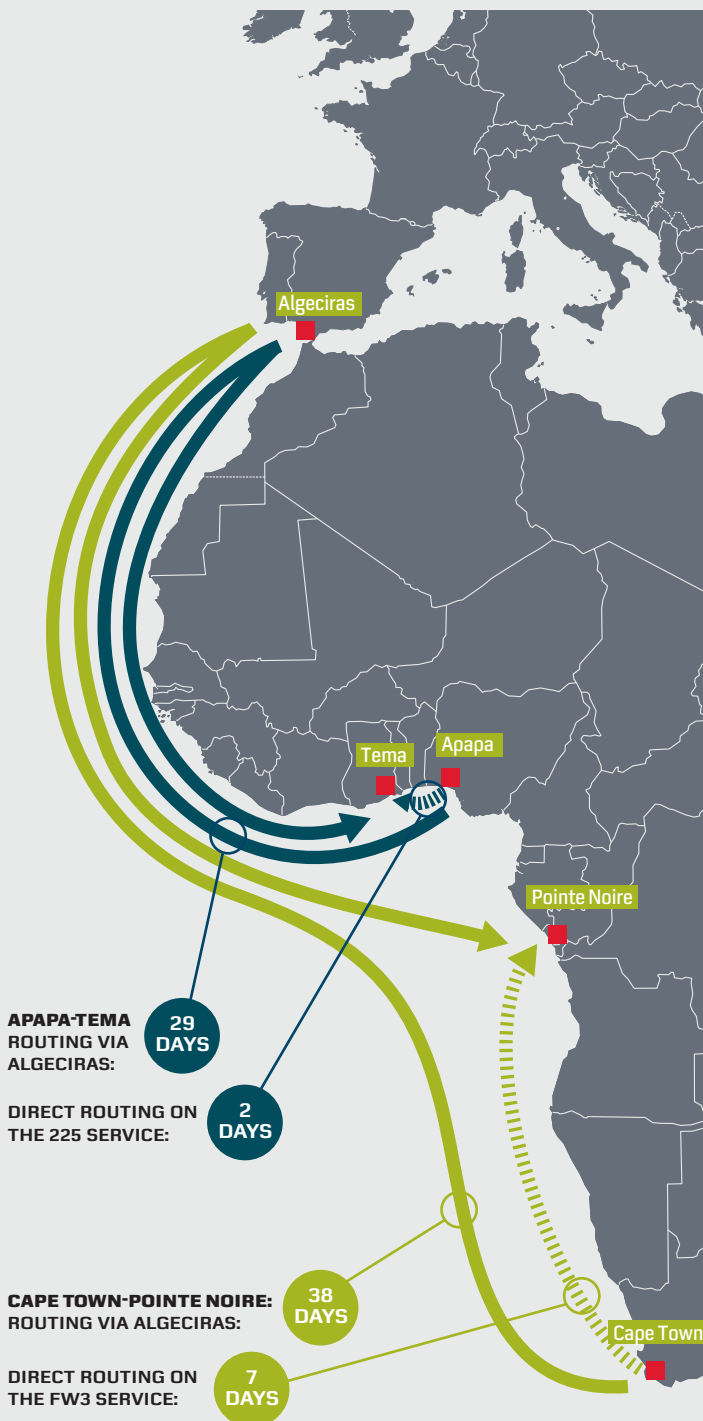 Algeciras
Tema
Apapa
Pointe Noire
APAPA-TEMA
ROUTING VIA
ALGECIRAS:
29
DAYS
DIRECT ROUTING ON
THE 225 SERVICE:
2
DAYS
CAPE TOWN-POINTE NOIRE:
ROUTING VIA ALGECIRAS:
38
DAYS
Cape Town
DIRECT ROUTING ON
THE FW3 SERVICE:
7
DAYS